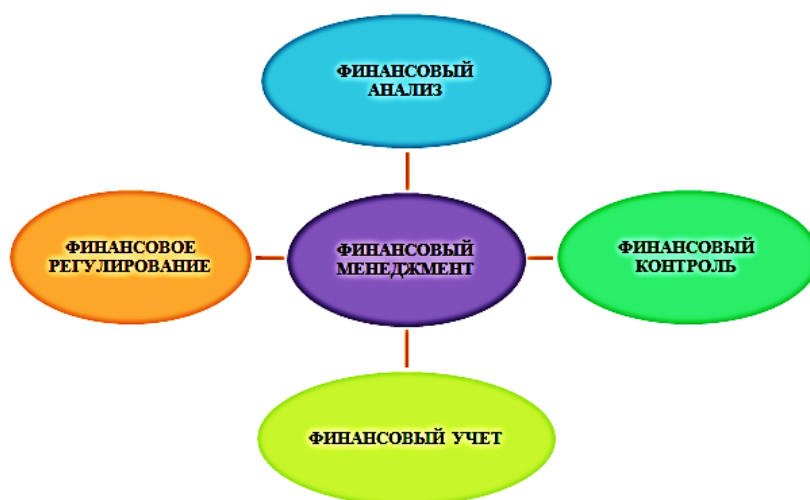 ФИНАНСОВЫЙ
АНАЛИЗ
ФИНАНСОВОЕ
РЕГУЛИРОВАНИЕ
ФИНАНСОВЫЙ
МЕНЕДЖМЕНТ
ФИНАНСОВЫЙ
КОНТРОЛЬ
ФИНАНСОВЫЙ УЧЕТ